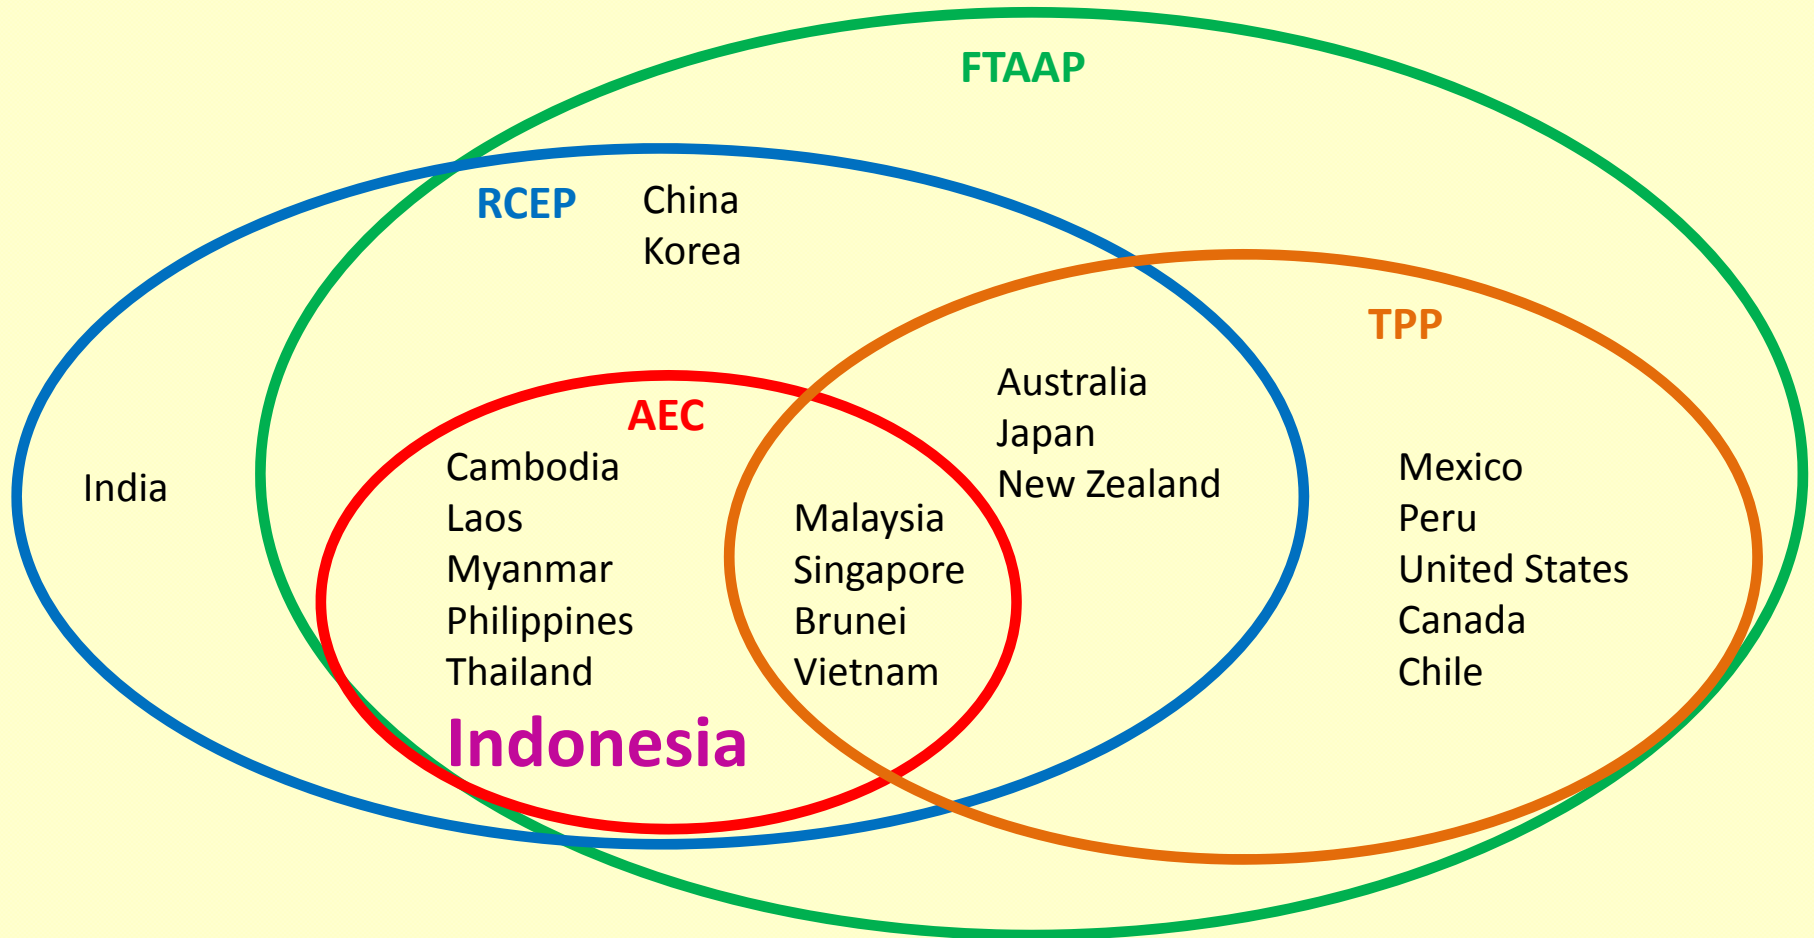 FTAAP
RCEP
China
Korea
TPP
AEC
Australia
Japan
New Zealand
India
Cambodia
Laos
Myanmar
Philippines
Thailand
Indonesia
Malaysia
Singapore
Brunei
Vietnam
Mexico
Peru
United States
Canada
Chile